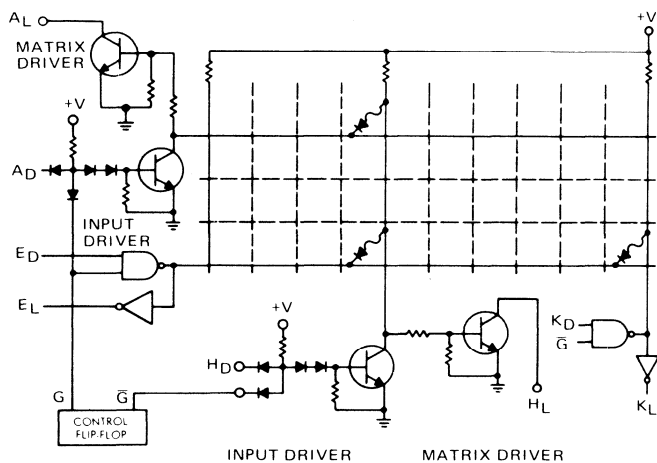 A_L
+V
MATRIX
DRIVER
+V
A_D
INPUT
DRIVER
E_D
E_L
+V
K_D
G̅
H_D
G
G̅
H_L
K_L
CONTROL
FLIP-FLOP
INPUT DRIVER
MATRIX DRIVER